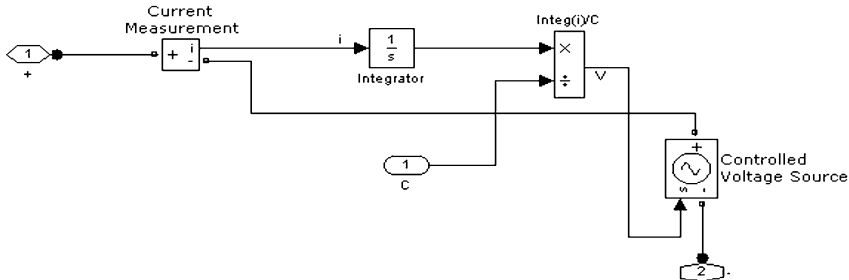 Current
Measurement
Integ(i)/C
1
+
+
i
-
i
1
s
Integrator
×
÷
V
1
C
+
s
-
Controlled
Voltage Source
2
-